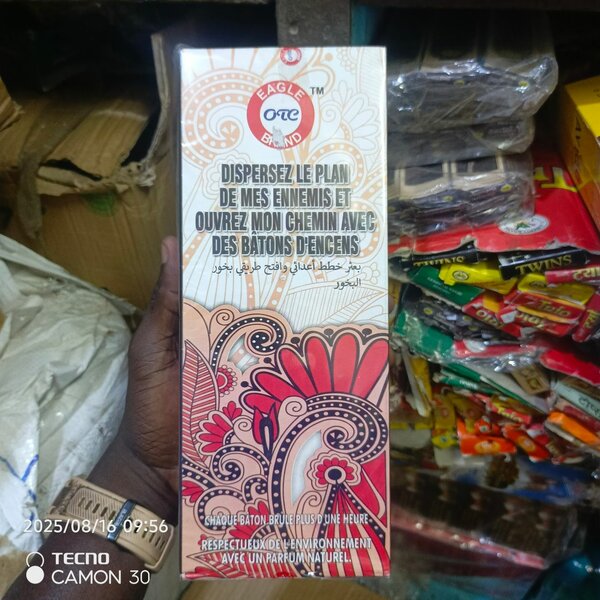 EAGLE
OTC
BRAND
TM
DISPERSEZ LE PLAN
DE MES ENNEMIS ET
OUVREZ MON CHEMIN AVEC
DES BÂTONS D'ENCENS
بعثر خطط أعدائي وافتح طريقي بخور
البخور
CHAQUE BÂTON BRÛLE PLUS D'UNE HEURE
RESPECTUEUX DE L'ENVIRONNEMENT
AVEC UN PARFUM NATUREL.
TWINS
TWINS
2025/08/16 09:56
TECNO
CAMON 30